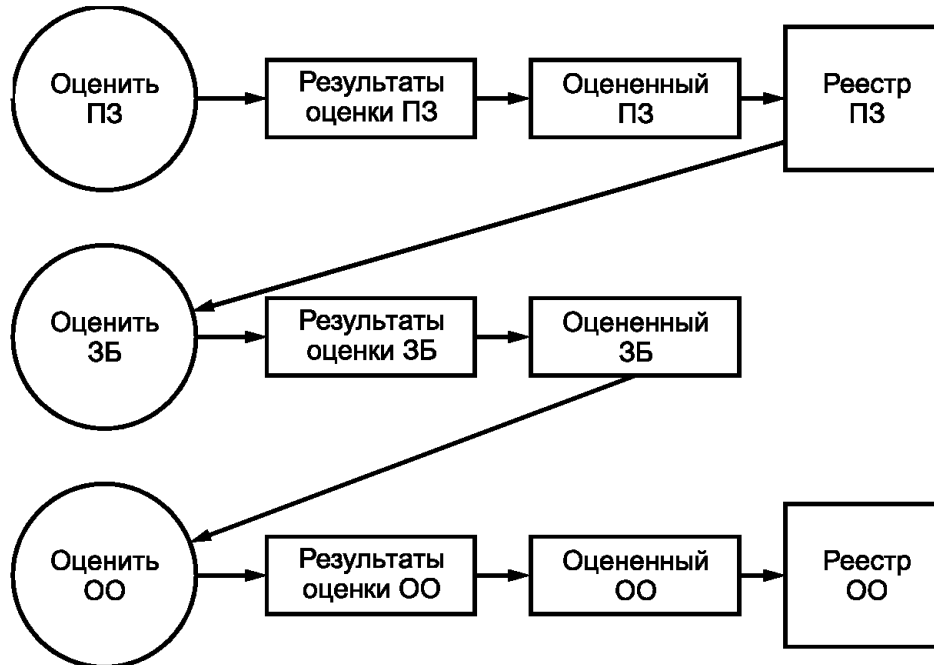 Оценить
ПЗ
Результаты
оценки ПЗ
Оцененный
ПЗ
Реестр
ПЗ
Оценить
ЗБ
Результаты
оценки ЗБ
Оцененный
ЗБ
Оценить
ОО
Результаты
оценки ОО
Оцененный
ОО
Реестр
ОО